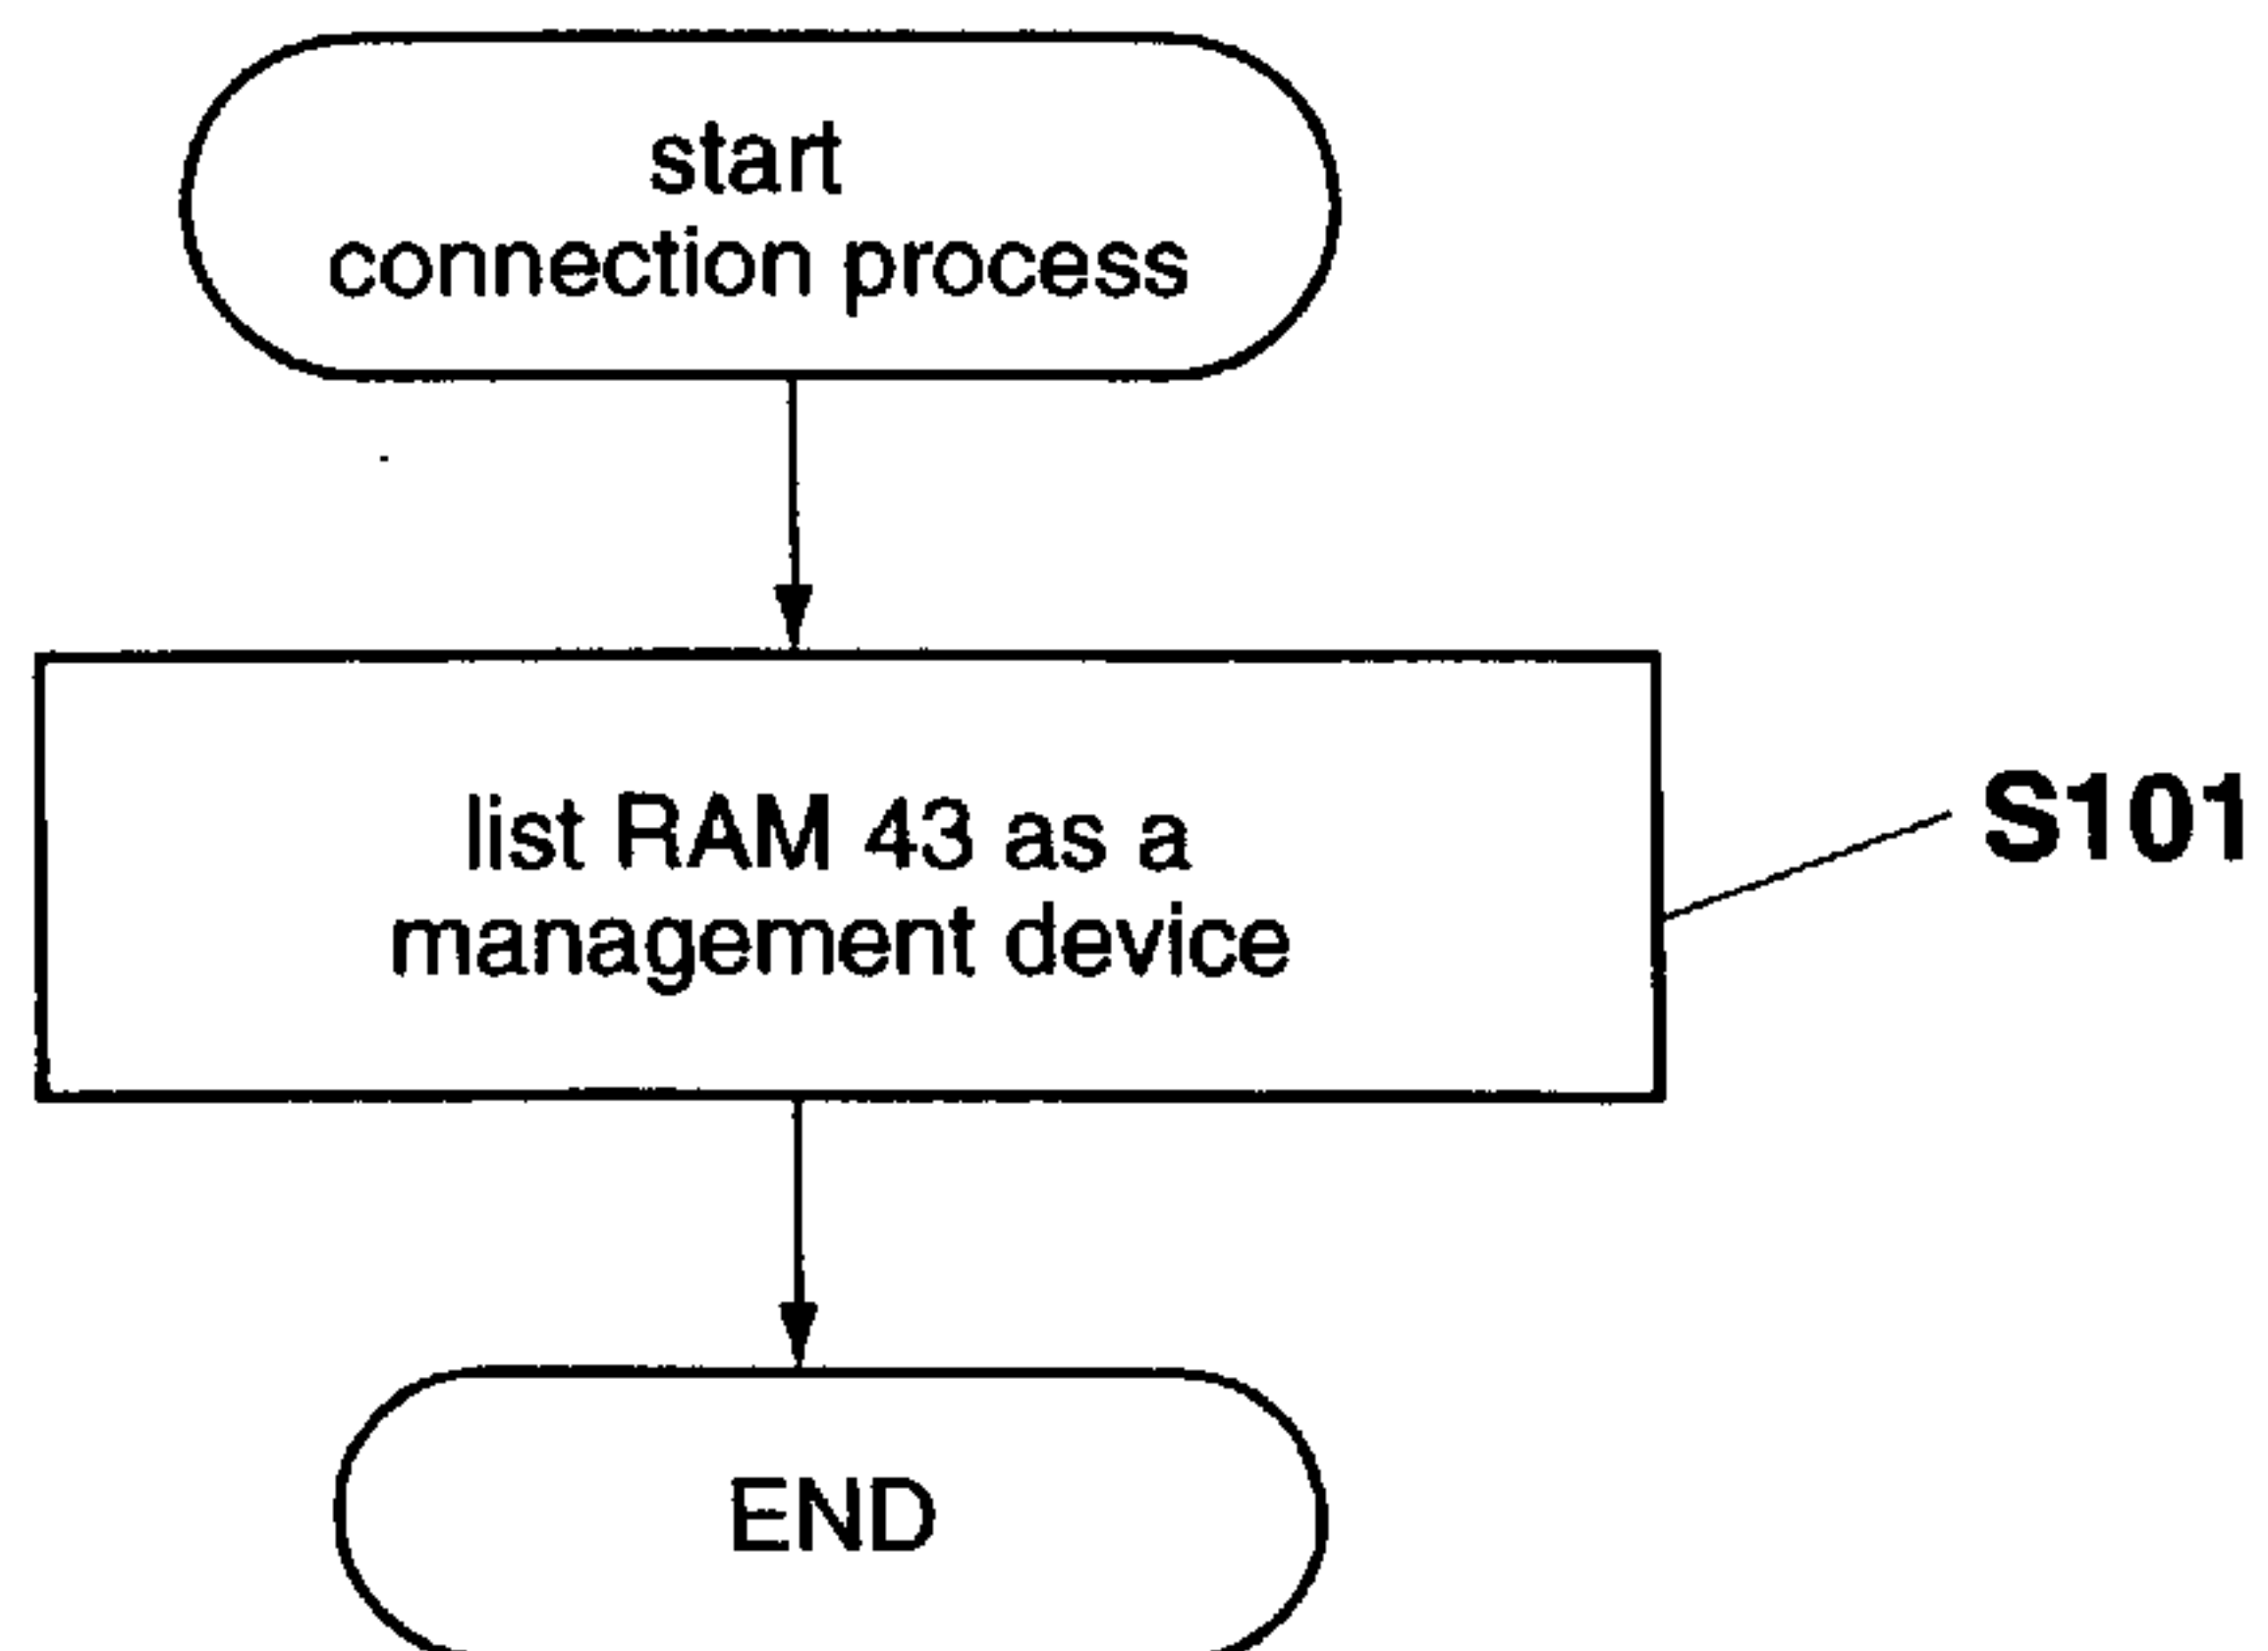 start
connection process
list RAM 43 as a
management device
S101
END